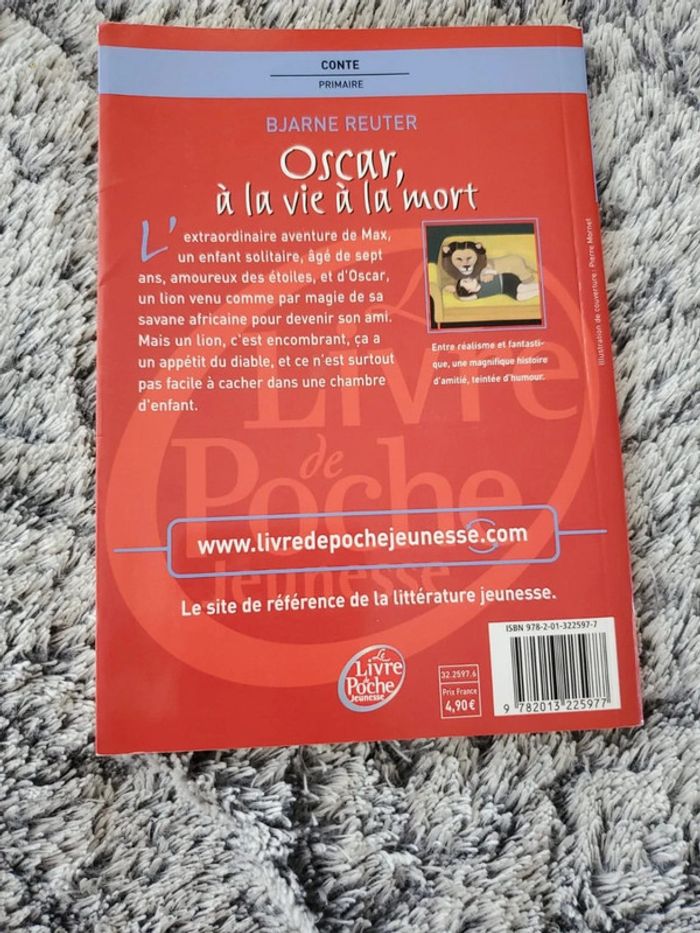 CONTE
PRIMAIRE
BJARNE REUTER
Oscar,
à la vie à la mort
L'extraordinaire aventure de Max,
un enfant solitaire, âgé de sept
ans, amoureux des étoiles, et d'Oscar,
un lion venu comme par magie de sa
savane africaine pour devenir son ami.
Mais un lion, c'est encombrant, ça a
un appétit du diable, et ce n'est surtout
pas facile à cacher dans une chambre
d'enfant.
Entre réalisme et fantasti-
que, une magnifique histoire
d'amitié, teintée d'humour.
Illustration de couverture : Pierre Mornet
Le
Livre
de
Poche
Jeunesse
www.livredepochejeunesse.com
Le site de référence de la littérature jeunesse.
Le
Livre
de
Poche
Jeunesse
32.2597.6
Prix France
4,90€
ISBN 978-2-01-322597-7
9 782013 225977